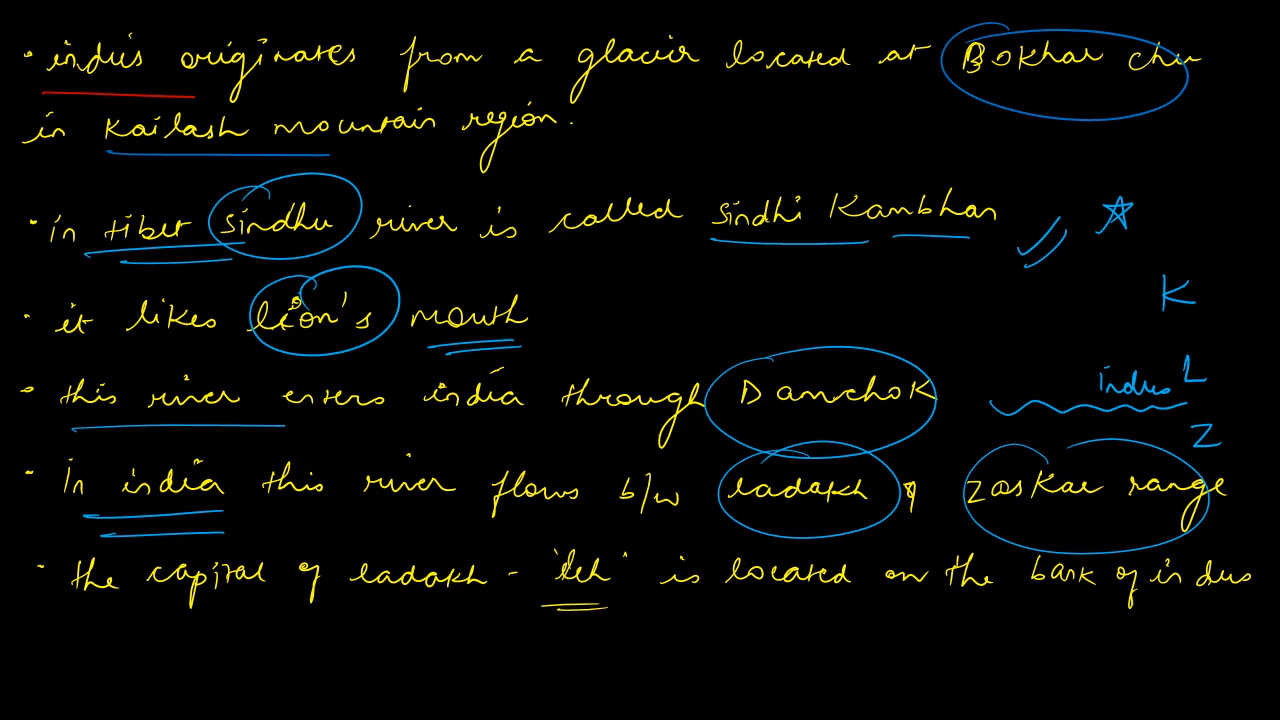 · indus originates from a glacier located at Bokhar chu
in Kailash mountain region.
· in tibet sindhu river is called sindhi Kambhan
K
· it likes lion's mouth
indus L
· this river enters india through Damchok
Z
· In india this river flows b/w ladakh & zaskar range
· the capital of ladakh - 'leh' is located on the bank of indus